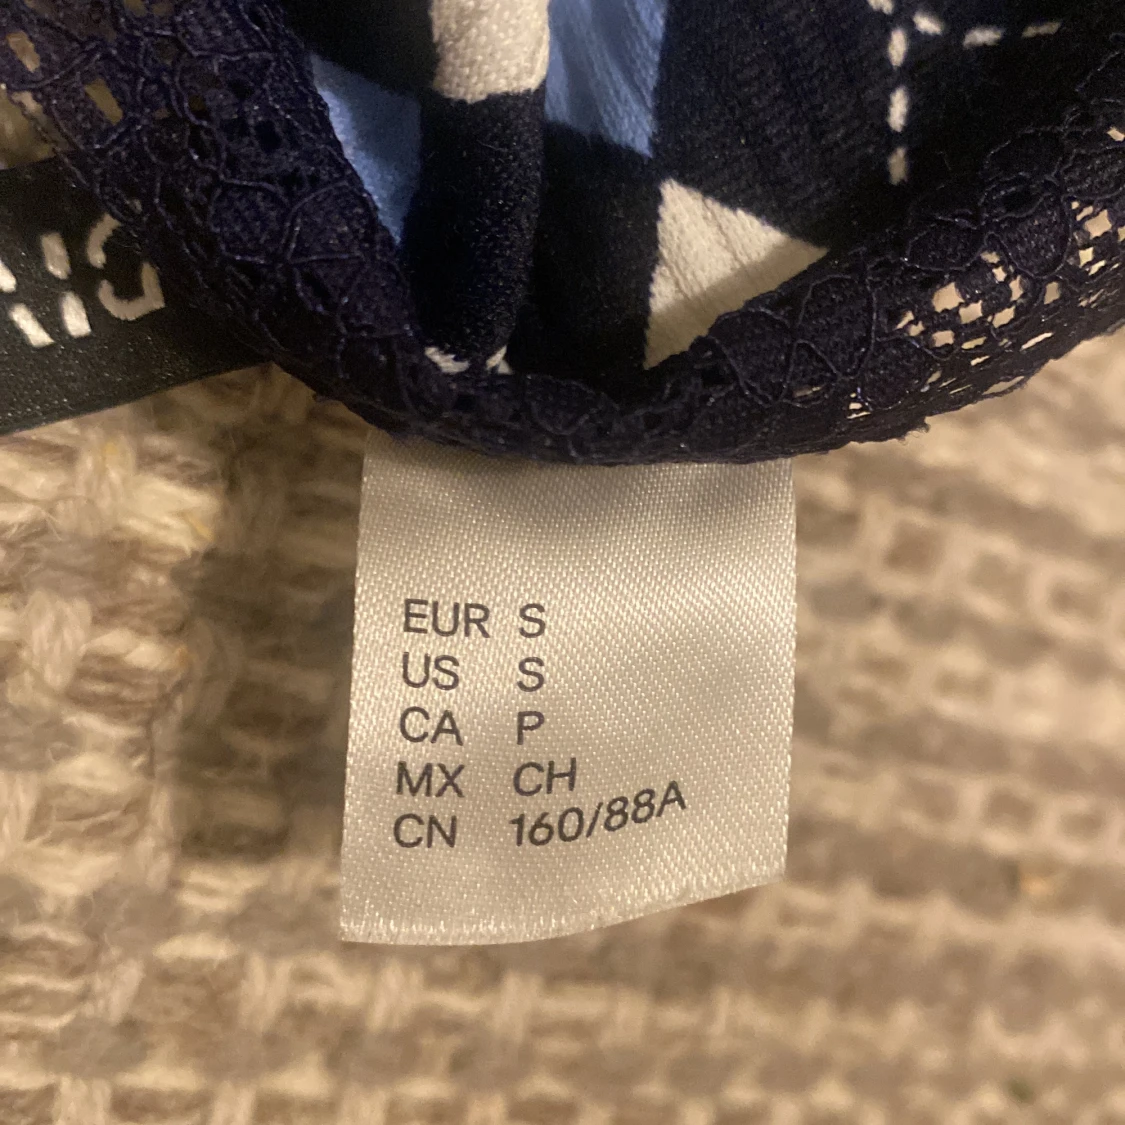 EUR S
US S
CA P
MX CH
CN 160/88A